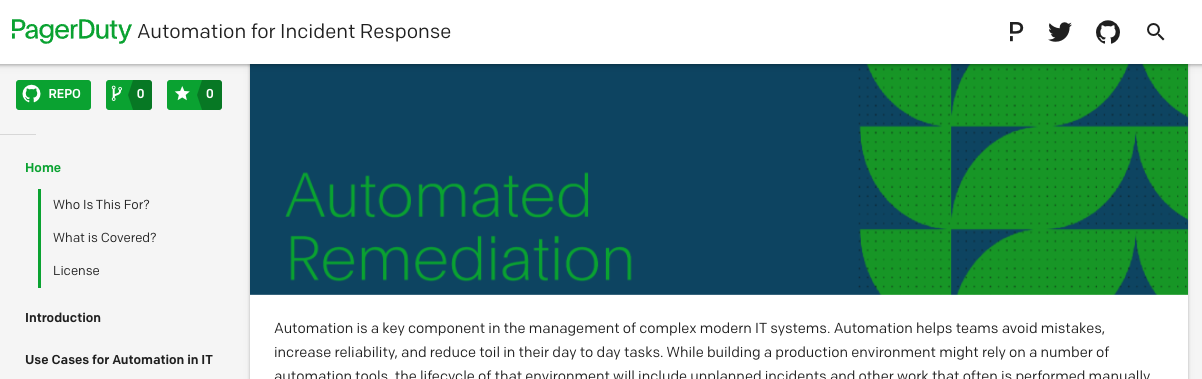 PagerDuty Automation for Incident Response
REPO 0 0
Home
Who Is This For?
What is Covered?
License
Introduction
Use Cases for Automation in IT
Automated
Remediation
Automation is a key component in the management of complex modern IT systems. Automation helps teams avoid mistakes,
increase reliability, and reduce toil in their day to day tasks. While building a production environment might rely on a number of
automation tools, the lifecycle of that environment will include unplanned incidents and other work that often is performed manually